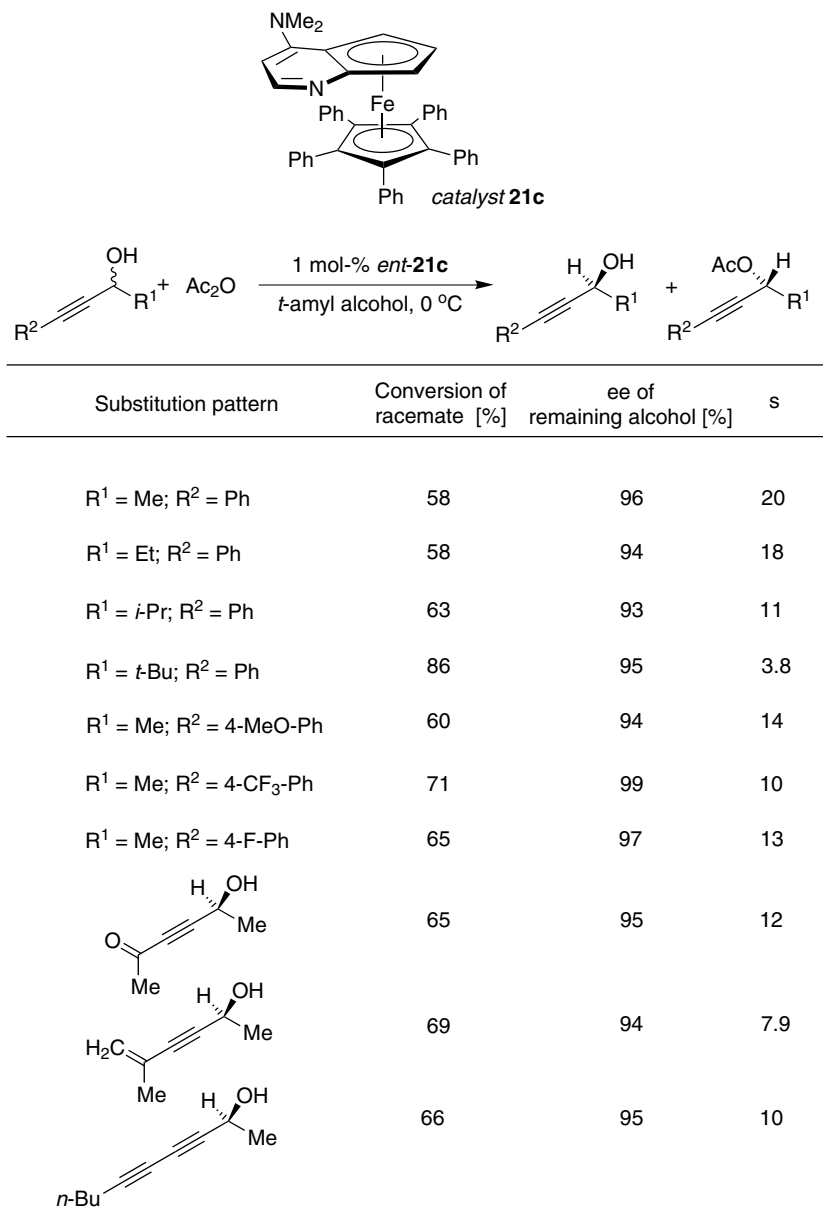 NMe2
N
Fe
Ph Ph
Ph Ph
Ph catalyst 21c
OH
R1
R2
+ Ac2O
1 mol-% ent-21c
t-amyl alcohol, 0 oC
H OH
R1
R2
+
AcO H
R1
R2
Substitution pattern Conversion of racemate [%] ee of remaining alcohol [%] s
R1 = Me; R2 = Ph 58 96 20
R1 = Et; R2 = Ph 58 94 18
R1 = i-Pr; R2 = Ph 63 93 11
R1 = t-Bu; R2 = Ph 86 95 3.8
R1 = Me; R2 = 4-MeO-Ph 60 94 14
R1 = Me; R2 = 4-CF3-Ph 71 99 10
R1 = Me; R2 = 4-F-Ph 65 97 13
H OH
Me 65 95 12
O
Me
H OH
Me 69 94 7.9
H2C
Me
H OH
Me 66 95 10
n-Bu